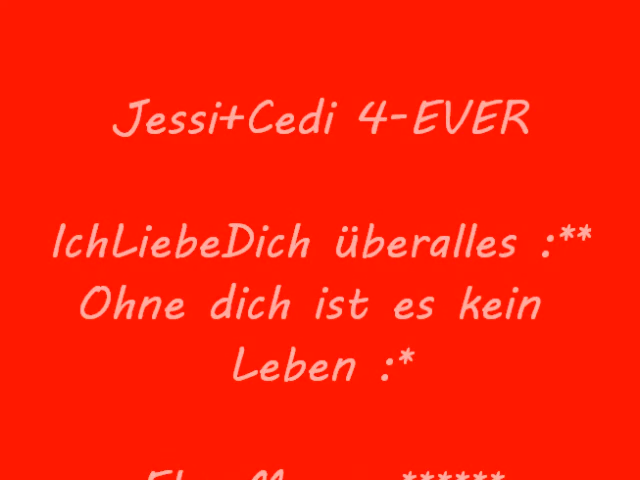 Jessi+Cedi 4-EVER
IchLiebeDich überalles :**
Ohne dich ist es kein
Leben :*
******